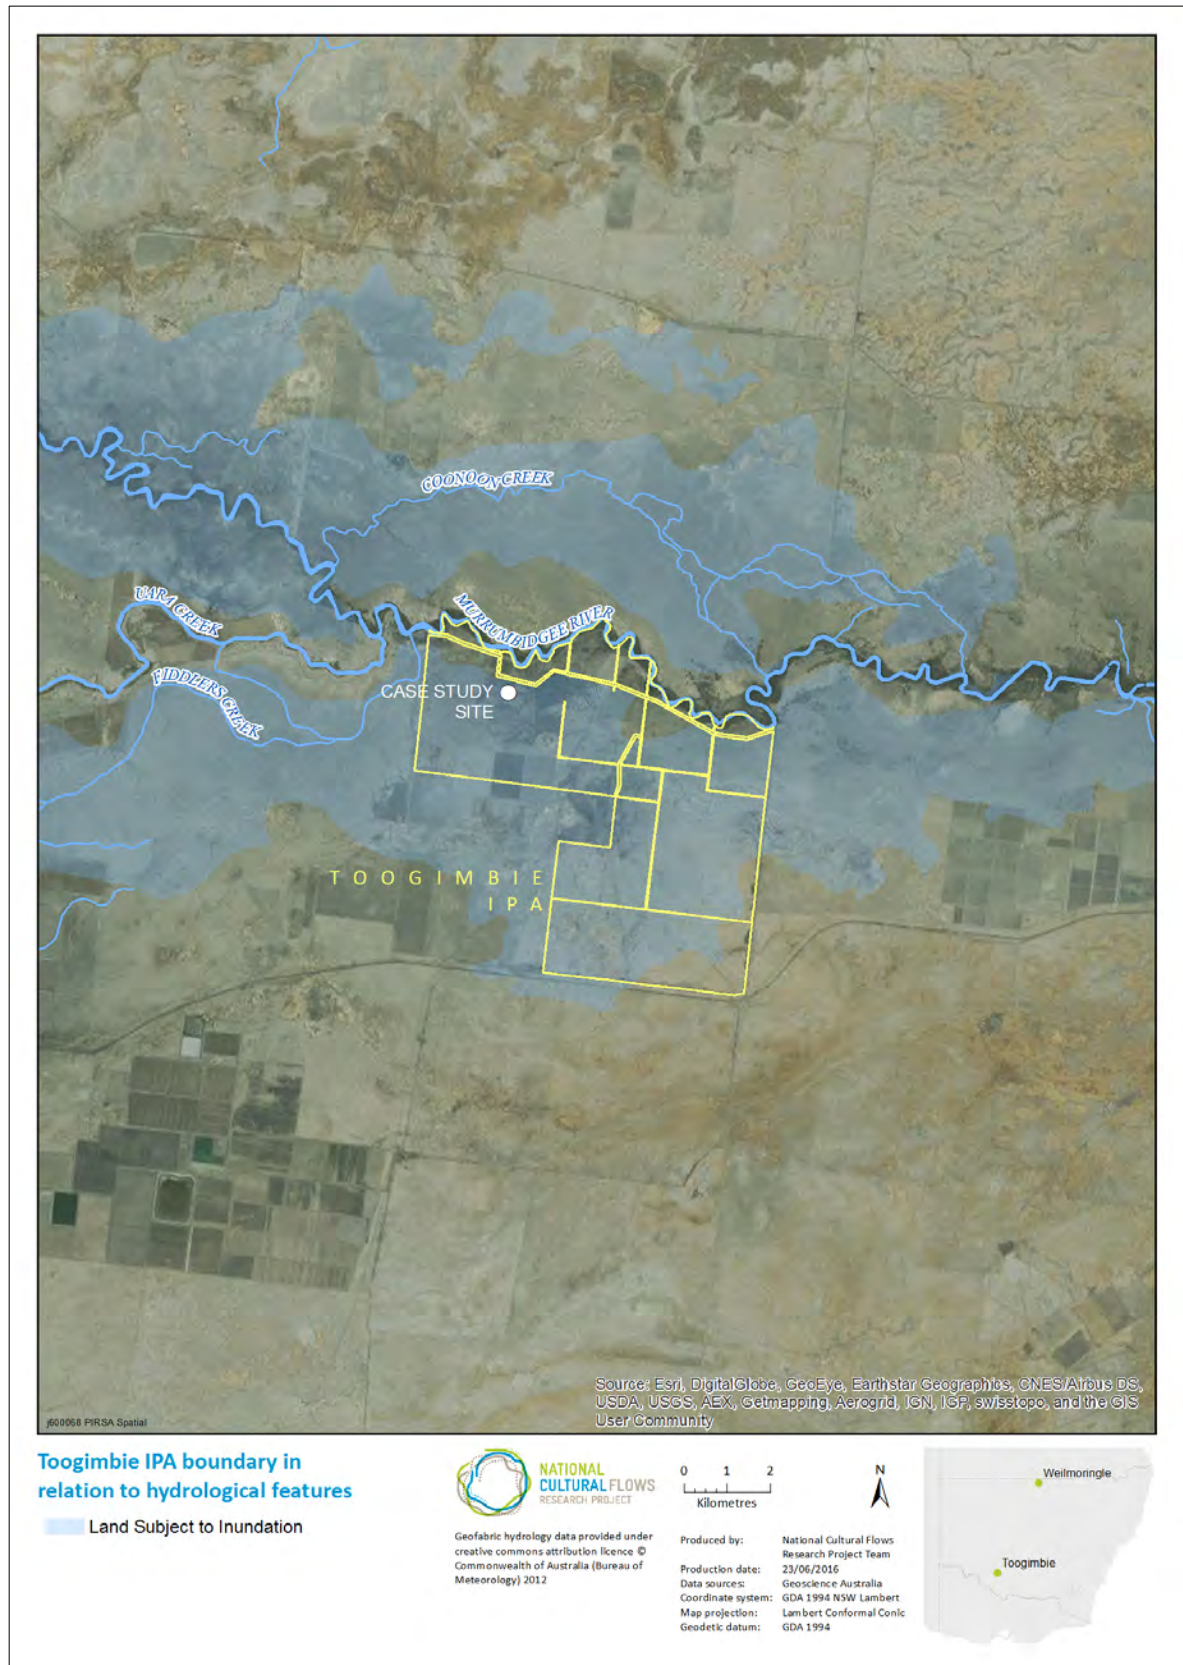 COONOON CREEK
UARA CREEK
MURRUMBIDGEE RIVER
FIDDLERS CREEK
CASE STUDY
SITE
TOOGIMBIE
IPA
Source: Esri, DigitalGlobe, GeoEye, Earthstar Geographics, CNES/Airbus DS,
USDA, USGS, AEX, Getmapping, Aerogrid, IGN, IGP, swisstopo, and the GIS
User Community
j600068 PIRSA Spatial
Toogimbie IPA boundary in
relation to hydrological features
Land Subject to Inundation
NATIONAL
CULTURAL FLOWS
RESEARCH PROJECT
Geofabric hydrology data provided under
creative commons attribution licence ©
Commonwealth of Australia (Bureau of
Meteorology) 2012
0 1 2
Kilometres
N
Produced by: National Cultural Flows
Research Project Team
Production date: 23/06/2016
Data sources: Geoscience Australia
Coordinate system: GDA 1994 NSW Lambert
Map projection: Lambert Conformal Conic
Geodetic datum: GDA 1994
Weilmoringle
Toogimbie